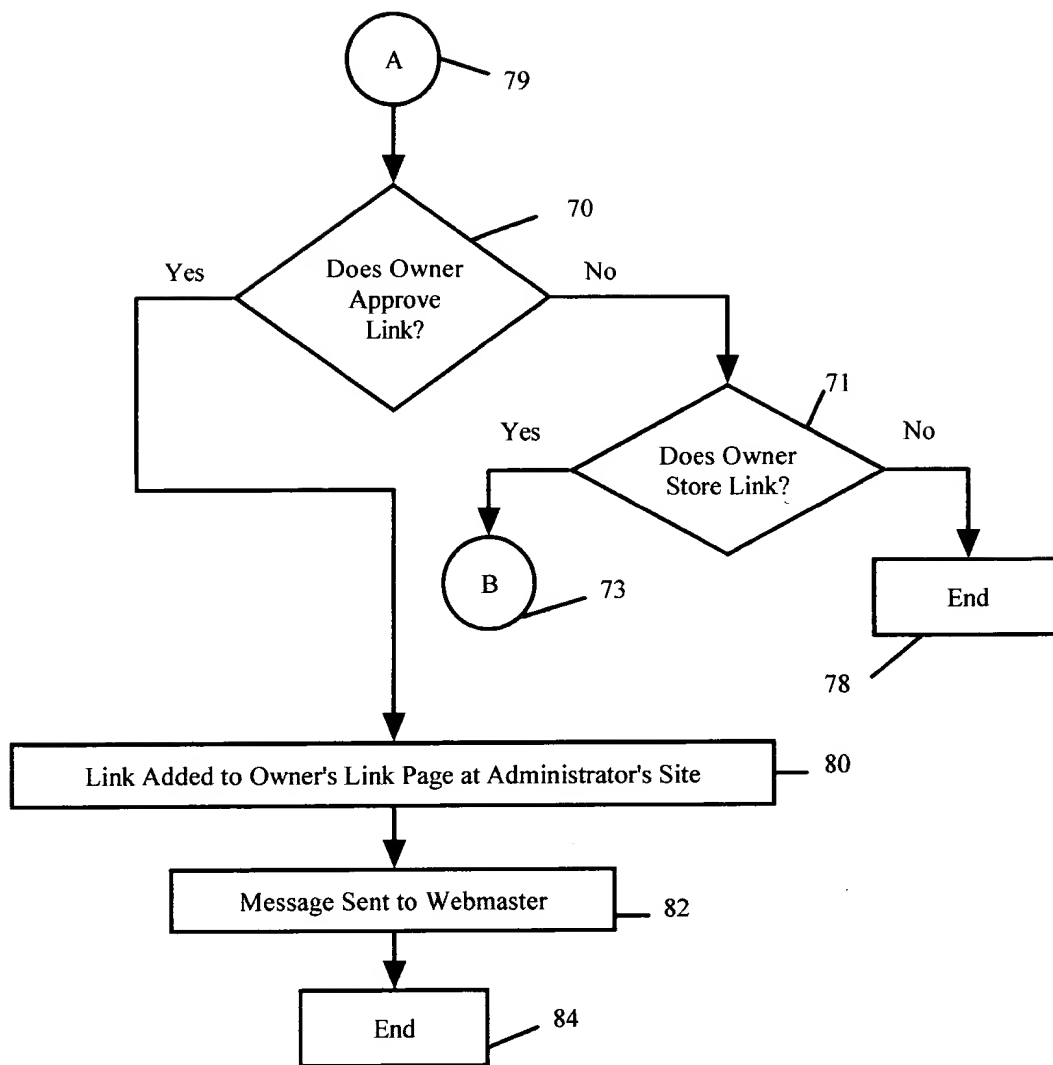 A
79
70
Yes
Does Owner
Approve
Link?
No
71
Yes
Does Owner
Store Link?
No
B
73
End
78
Link Added to Owner's Link Page at Administrator's Site
80
Message Sent to Webmaster
82
End
84